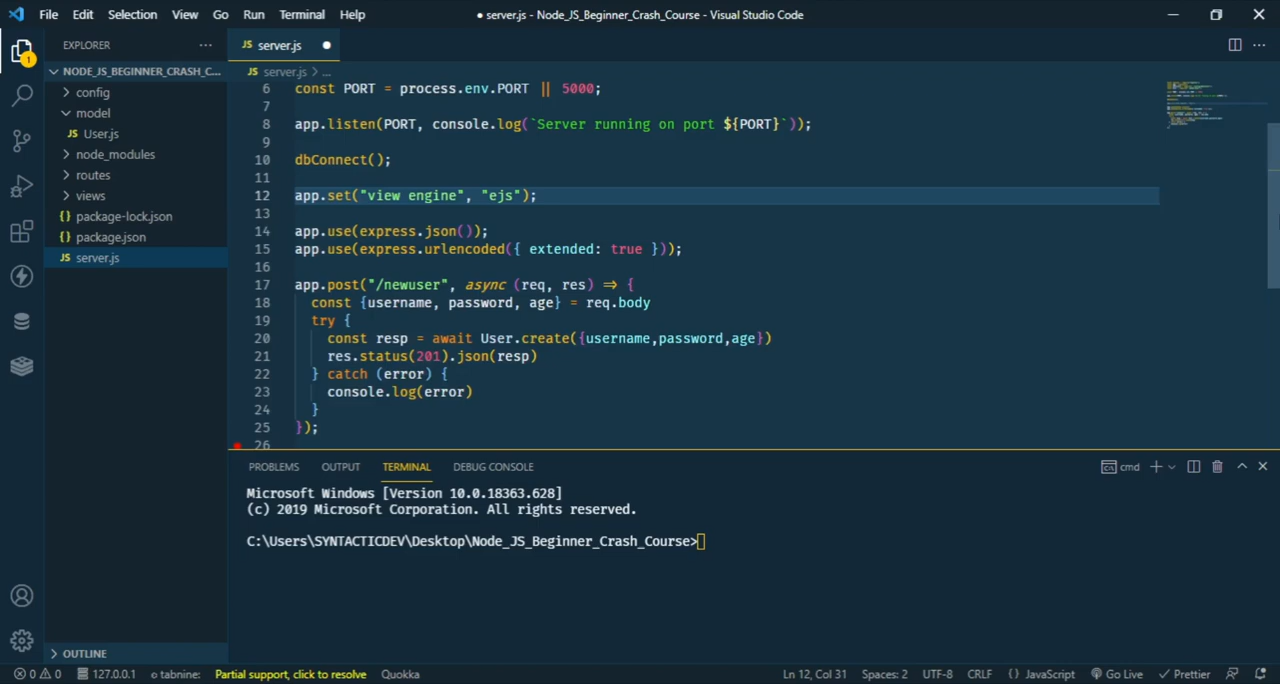 File Edit Selection View Go Run Terminal Help
● server.js - Node_JS_Beginner_Crash_Course - Visual Studio Code
1
EXPLORER ···
JS server.js ●
NODE_JS_BEGINNER_CRASH_C...
JS server.js > ...
config
model
JS User.js
node_modules
routes
views
{} package-lock.json
{} package.json
JS server.js
6 const PORT = process.env.PORT || 5000;
7
8 app.listen(PORT, console.log(`Server running on port ${PORT}`));
9
10 dbConnect();
11
12 app.set("view engine", "ejs");
13
14 app.use(express.json());
15 app.use(express.urlencoded({ extended: true }));
16
17 app.post("/newuser", async (req, res) => {
18 const {username, password, age} = req.body
19 try {
20 const resp = await User.create({username,password,age})
21 res.status(201).json(resp)
22 } catch (error) {
23 console.log(error)
24 }
25 });
26
PROBLEMS OUTPUT TERMINAL DEBUG CONSOLE
cmd
Microsoft Windows [Version 10.0.18363.628]
(c) 2019 Microsoft Corporation. All rights reserved.
C:\Users\SYNTACTICDEV\Desktop\Node_JS_Beginner_Crash_Course>
OUTLINE
0 0 127.0.0.1 tabnine: Partial support, click to resolve Quokka Ln 12, Col 31 Spaces: 2 UTF-8 CRLF {} JavaScript Go Live Prettier